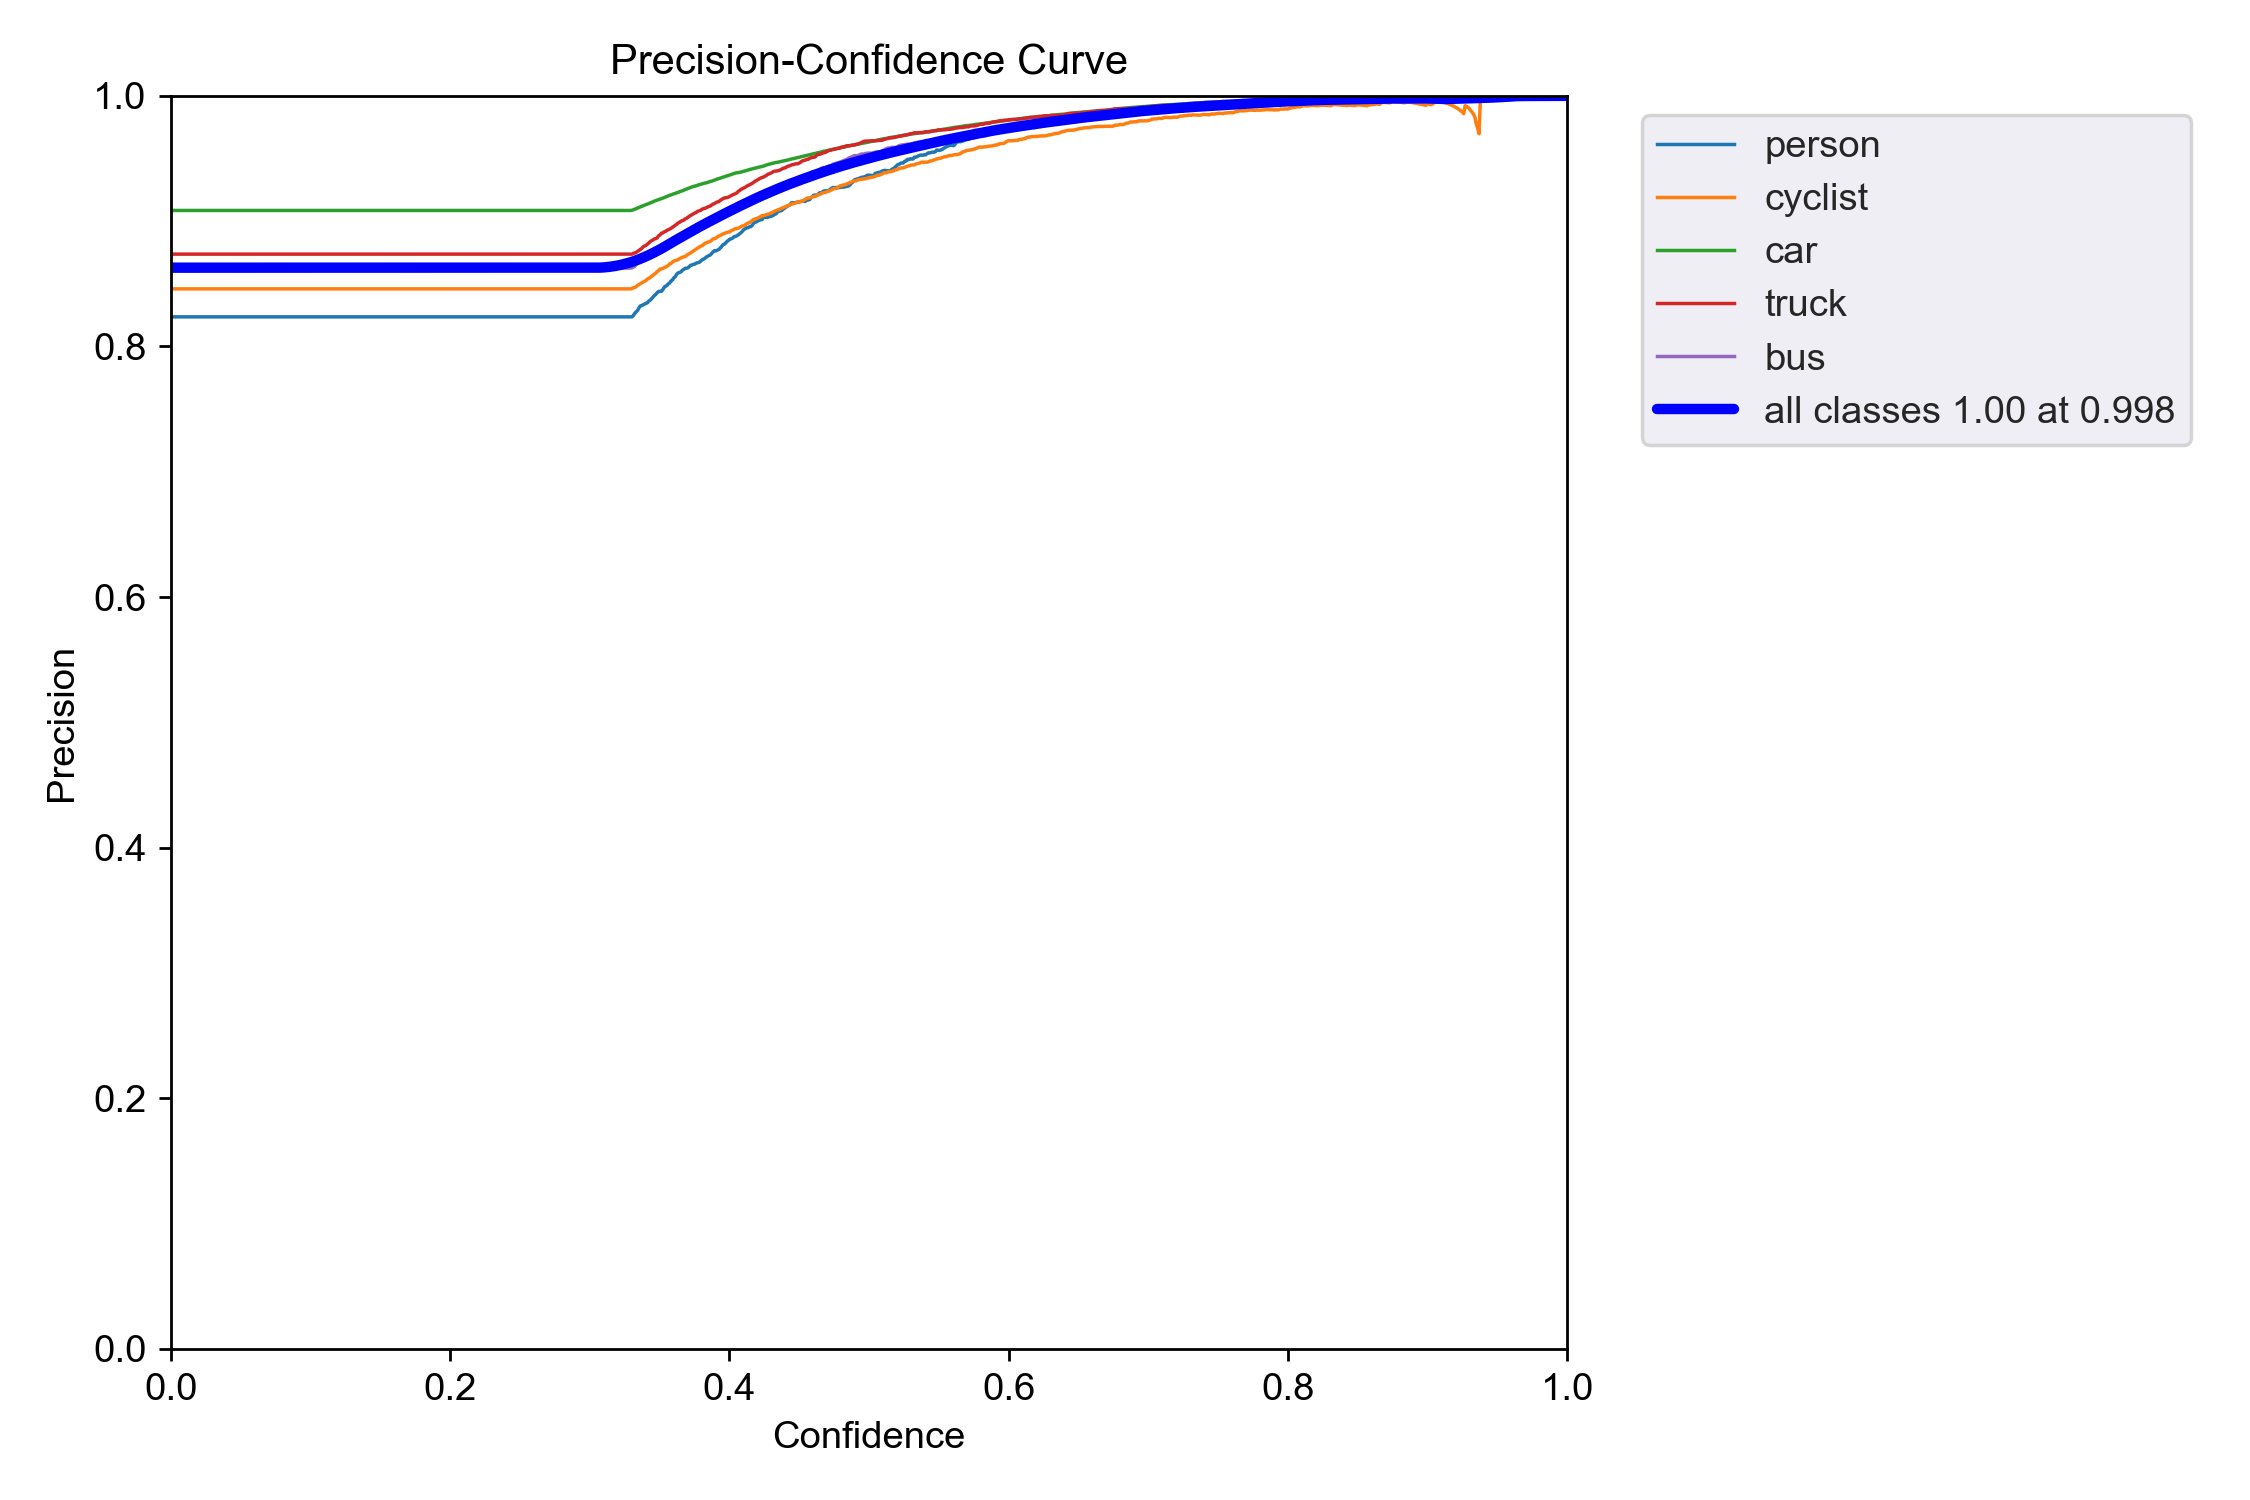 Precision-Confidence Curve
1.0
0.8
0.6
0.4
0.2
0.0
Precision
0.0 0.2 0.4 0.6 0.8 1.0
Confidence
person
cyclist
car
truck
bus
all classes 1.00 at 0.998